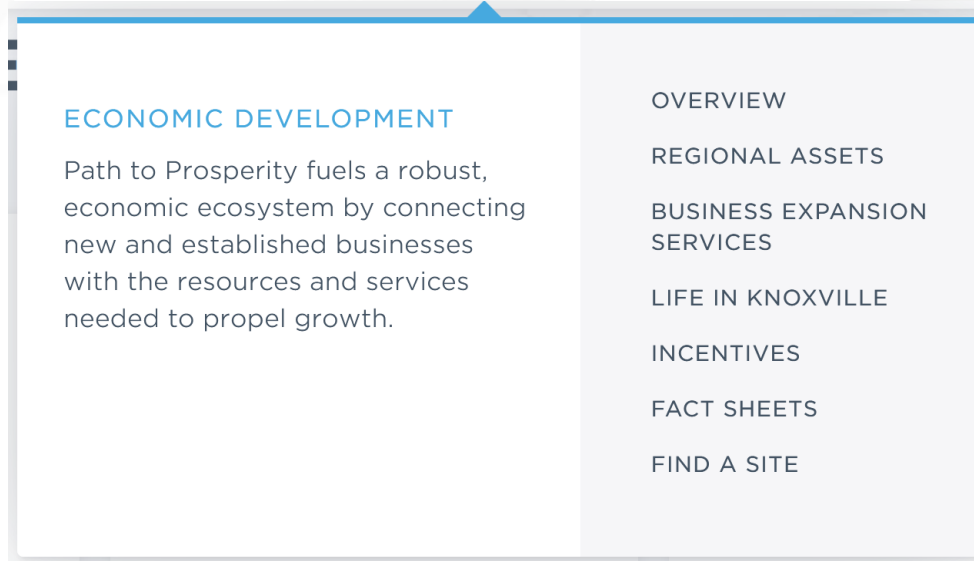 ECONOMIC DEVELOPMENT
Path to Prosperity fuels a robust,
economic ecosystem by connecting
new and established businesses
with the resources and services
needed to propel growth.
OVERVIEW
REGIONAL ASSETS
BUSINESS EXPANSION
SERVICES
LIFE IN KNOXVILLE
INCENTIVES
FACT SHEETS
FIND A SITE